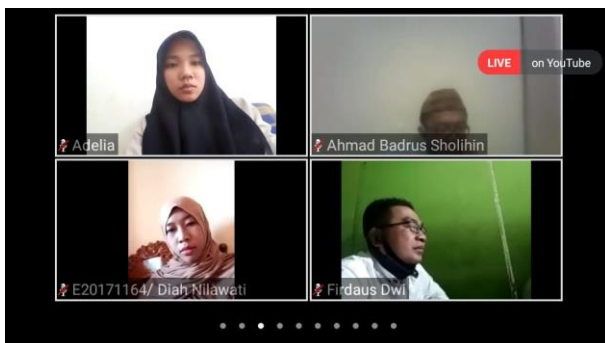 LIVE on YouTube
Adelia
Ahmad Badrus Sholihin
E20171164/ Diah Nilawati
Firdaus Dwi